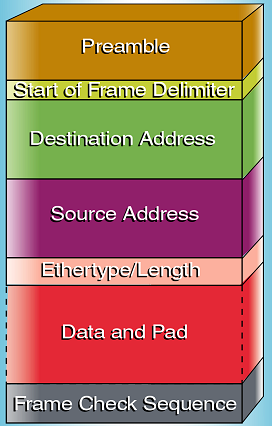 Preamble
Start of Frame Delimiter
Destination Address
Source Address
Ethertype/Length
Data and Pad
Frame Check Sequence